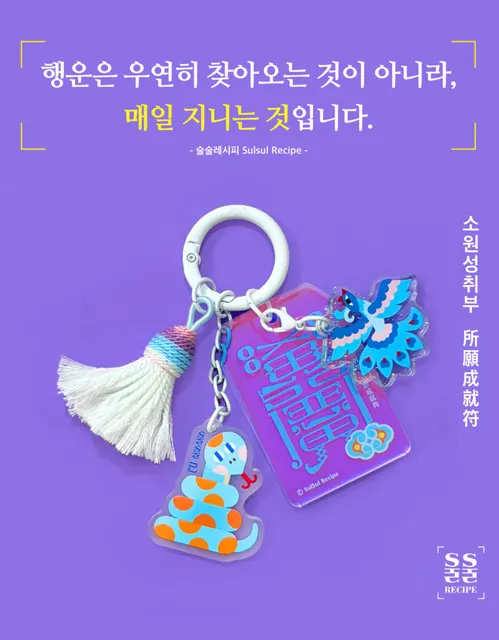 행운은 우연히 찾아오는 것이 아니라,
매일 지니는 것입니다.
- 술술레시피 Sulsul Recipe -
소원성취부 所願成就符
© SulSul Recipe
SS
RECIPE